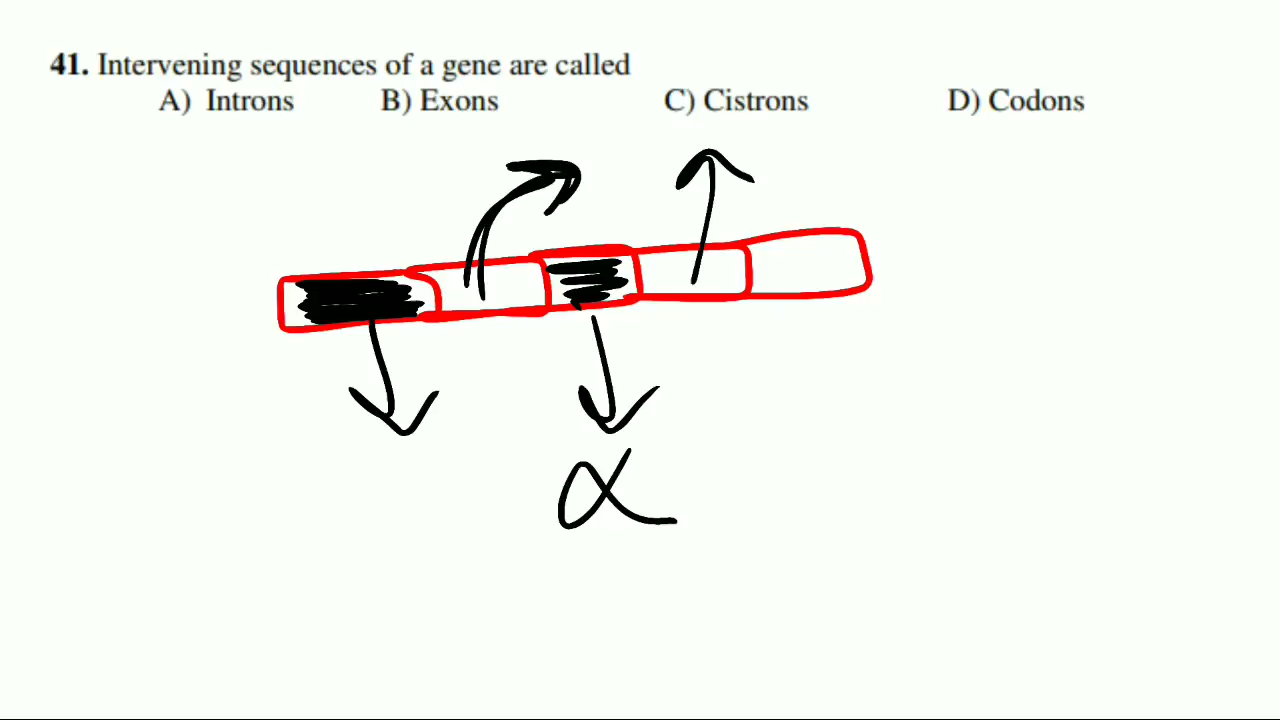 41. Intervening sequences of a gene are called
A) Introns B) Exons C) Cistrons D) Codons
α